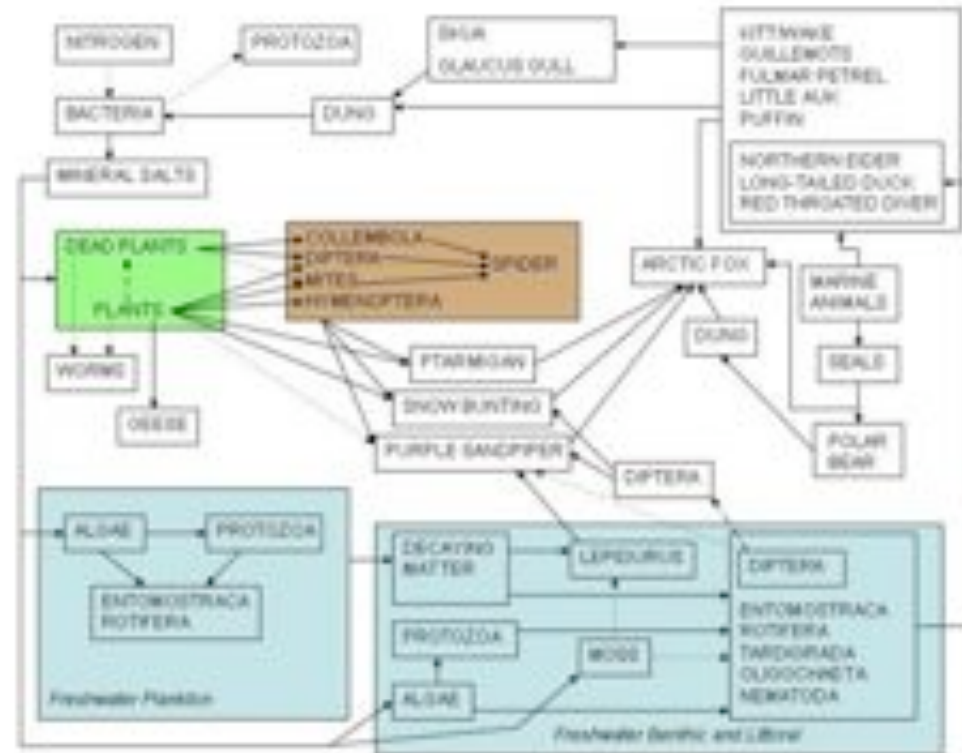 NITROGEN
PROTOZOA
SKUA
GLAUCUS GULL
KITTIWAKE
GUILLEMOTS
FULMAR PETREL
LITTLE AUK
PUFFIN
BACTERIA
DUNG
MINERAL SALTS
NORTHERN EIDER
LONG-TAILED DUCK
RED THROATED DIVER
DEAD PLANTS
PLANTS
COLLEMBOLA
DIPTERA
MITES
HYMENOPTERA
SPIDER
ARCTIC FOX
MARINE
ANIMALS
DUNG
SEALS
POLAR
BEAR
WORMS
GEESE
PTARMIGAN
SNOW BUNTING
PURPLE SANDPIPER
DIPTERA
ALGAE
PROTOZOA
ENTOMOSTRACA
ROTIFERA
Freshwater Plankton
DECAYING
MATTER
LEPIDURUS
DIPTERA
PROTOZOA
MOSS
ALGAE
ENTOMOSTRACA
ROTIFERA
TARDIGRADA
OLIGOCHAETA
NEMATODA
Freshwater Benthic and Littoral